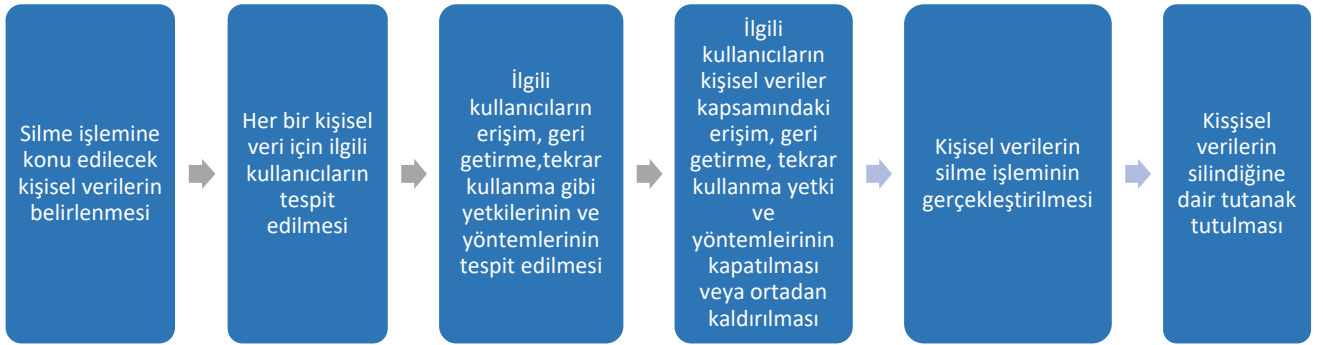 Silme işlemine
konu edilecek
kişisel verilerin
belirlenmesi
Her bir kişisel
veri için ilgili
kullanıcıların
tespit
edilmesi
İlgili
kullanıcıların
erişim, geri
getirme,tekrar
kullanma gibi
yetkilerinin ve
yöntemlerinin
tespit edilmesi
İlgili
kullanıcıların
kişisel veriler
kapsamındaki
erişim, geri
getirme, tekrar
kullanma yetki
ve
yöntemleirinin
kapatılması
veya ortadan
kaldırılması
Kişisel verilerin
silme işleminin
gerçekleştirilmesi
Kisşisel
verilerin
silindiğine
dair tutanak
tutulması